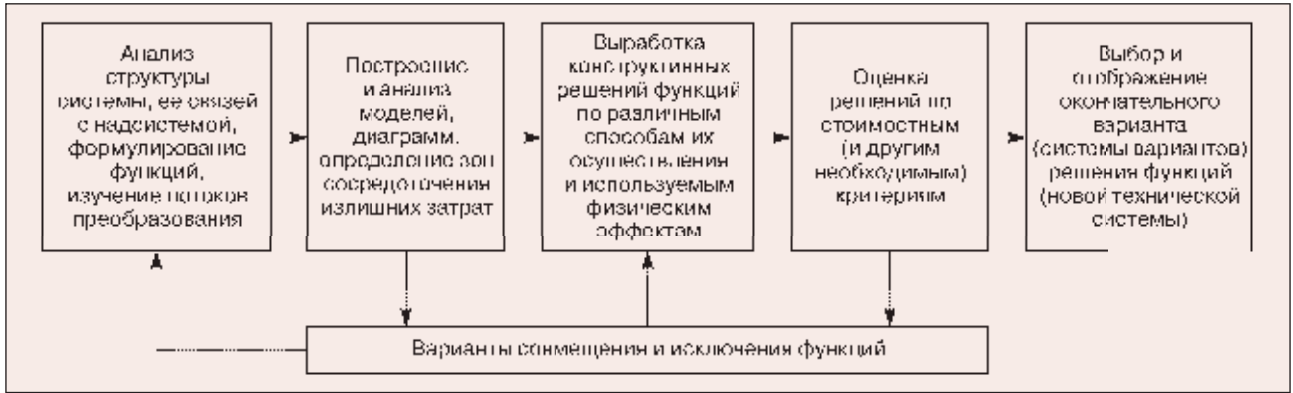 Анализ
структуры
системы, ее связей
с надсистемой,
формулирование
функций,
изучение потоков
преобразования
Построение
и анализ
моделей,
диаграмм,
определение зон
сосредоточения
излишних затрат
Выработка
конструктивных
решений функций
по различным
способам их
осуществления
и используемым
физическим
эффектам
Оценка
решений по
стоимостным
(и другим
необходимым)
критериям
Выбор и
отображение
окончательного
варианта
(системы вариантов)
решения функций
(новой технической
системы)
Варианты совмещения и исключения функций